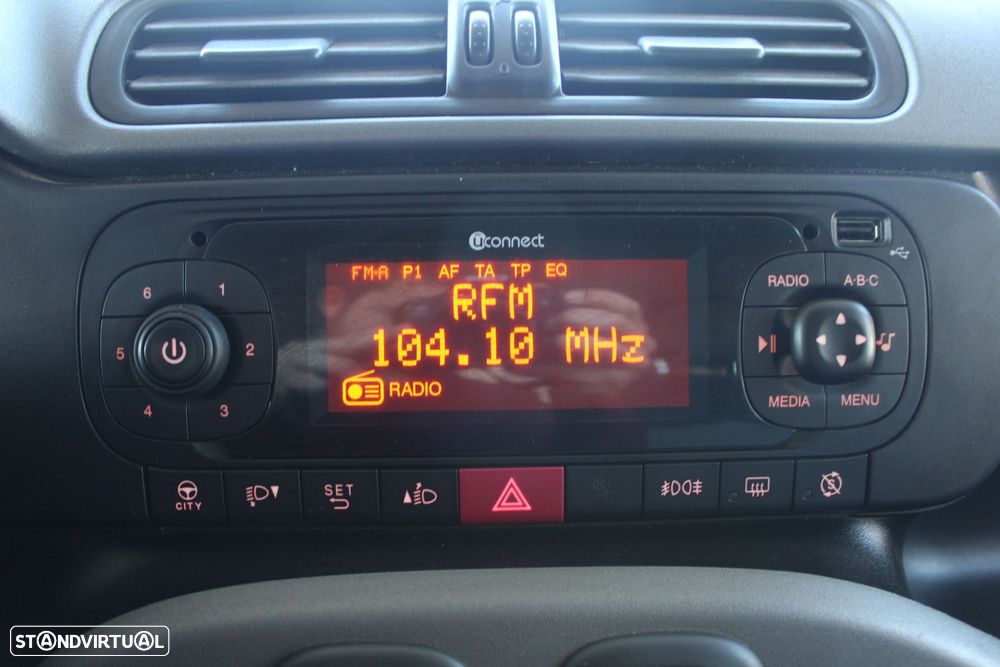 uconnect
FM-A P1 AF TA TP EQ
RFM
104.10 MHz
RADIO
6 1
5 2
4 3
RADIO A·B·C
MEDIA MENU
CITY
SET
S
STANDVIRTUAL